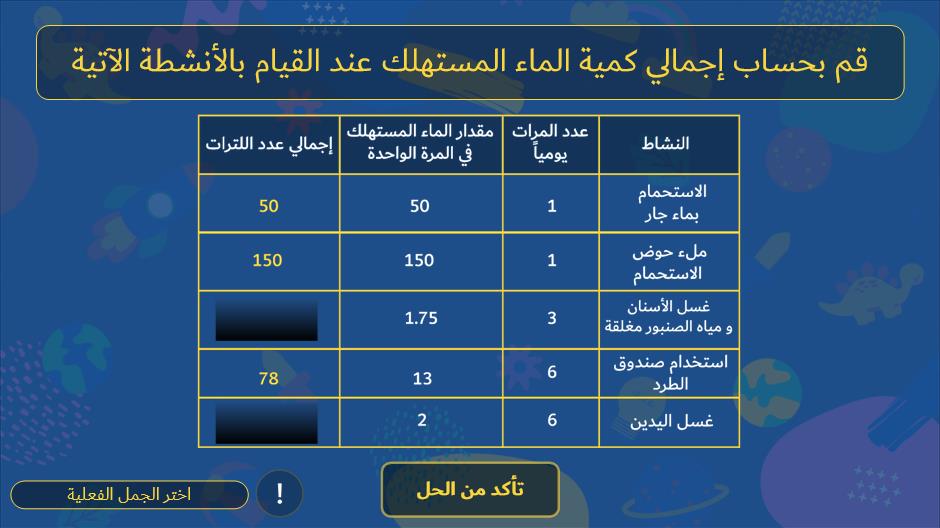 قم بحساب إجمالي كمية الماء المستهلك عند القيام بالأنشطة الآتية
النشاط
عدد المرات
يومياً
مقدار الماء المستهلك
في المرة الواحدة
إجمالي عدد اللترات
الاستحمام
بماء جار
1
50
50
ملء حوض
الاستحمام
1
150
150
غسل الأسنان
و مياه الصنبور مغلقة
3
1.75
استخدام صندوق
الطرد
6
13
78
غسل اليدين
6
2
تأكد من الحل
!
اختر الجمل الفعلية